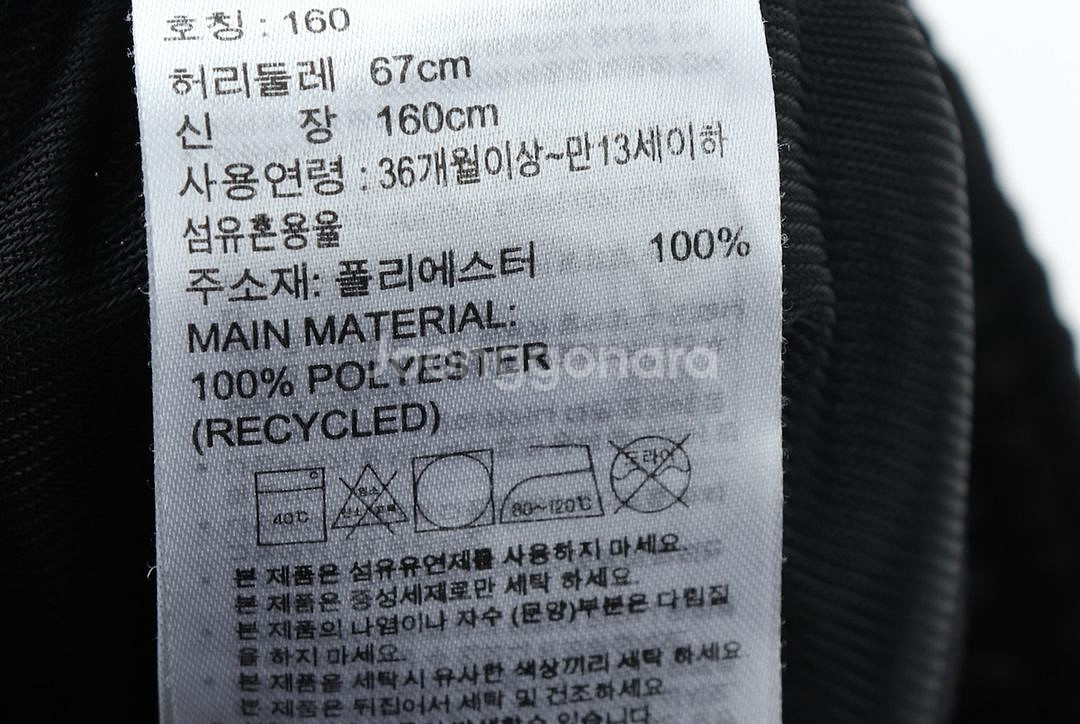 호칭 : 160
허리둘레 67cm
신 장 160cm
사용연령 : 36개월이상~만13세이하
섬유혼용율
주소재: 폴리에스터 100%
MAIN MATERIAL:
100% POLYESTER
(RECYCLED)
40℃ 80~120℃ 드라이
본 제품은 섬유유연제를 사용하지 마세요.
본 제품은 중성세제로만 세탁 하세요.
본 제품의 나염이나 자수 (문양)부분은 다림질
을 하지 마세요.
본 제품을 세탁시 유사한 색상끼리 세탁 하세요
본 제품은 뒤집어서 세탁 및 건조하세요
있습니다.